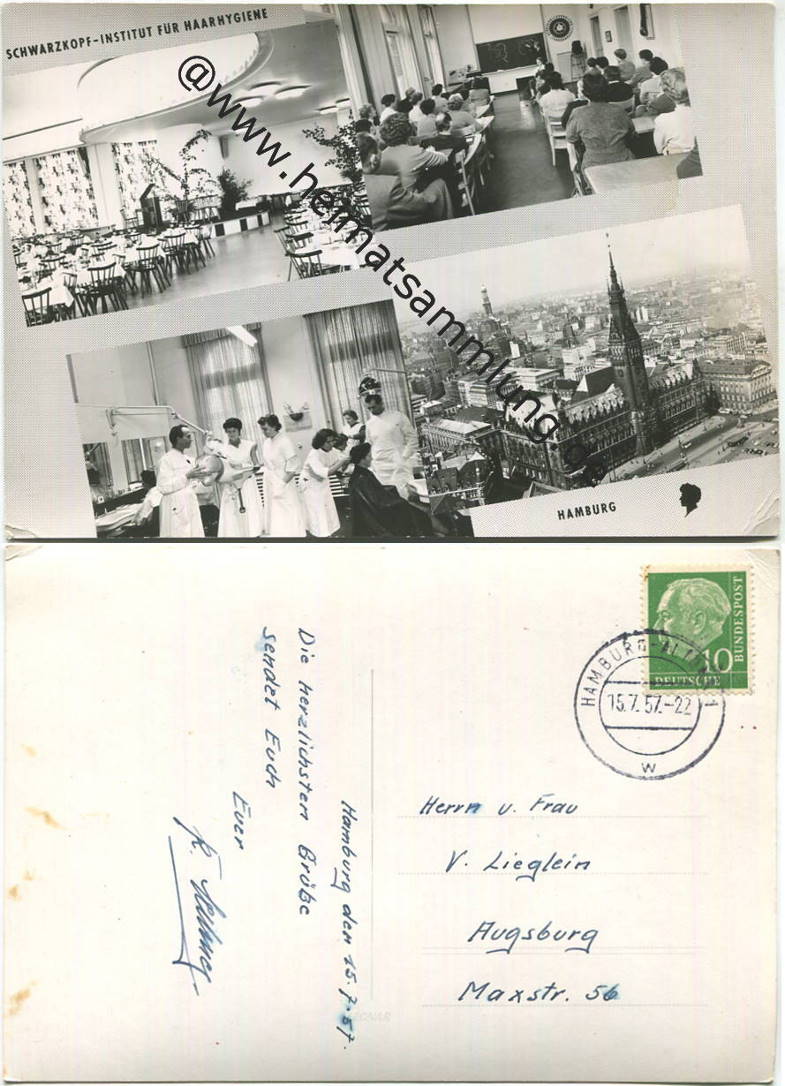 SCHWARZKOPF-INSTITUT FÜR HAARHYGIENE
@www.heimatsammlung.de
HAMBURG
DEUTSCHE
BUNDESPOST
10
HAMBURG-
15.7.57.-22
w
Hamburg den 15.7.57.
Die herzlichsten Grüße
sendet Euch
Euer
Herrn u. Frau
V. Lieglein
Augsburg
Maxstr. 56